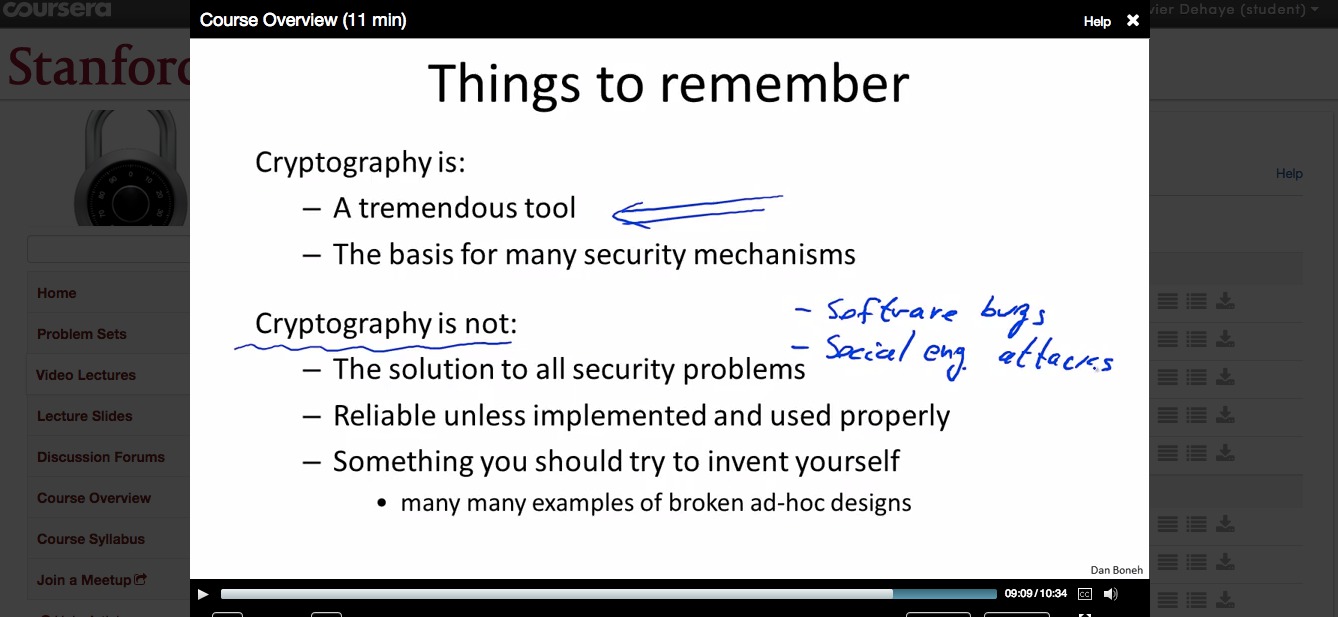 coursera
vier Dehaye (student)
Course Overview (11 min)
Help
Stanford
Things to remember
Cryptography is:
– A tremendous tool
– The basis for many security mechanisms
Help
Cryptography is not:
– Software bugs
– Social eng. attacks
– The solution to all security problems
– Reliable unless implemented and used properly
– Something you should try to invent yourself
• many many examples of broken ad-hoc designs
Dan Boneh
09:09 / 10:34
CC
Home
Problem Sets
Video Lectures
Lecture Slides
Discussion Forums
Course Overview
Course Syllabus
Join a Meetup